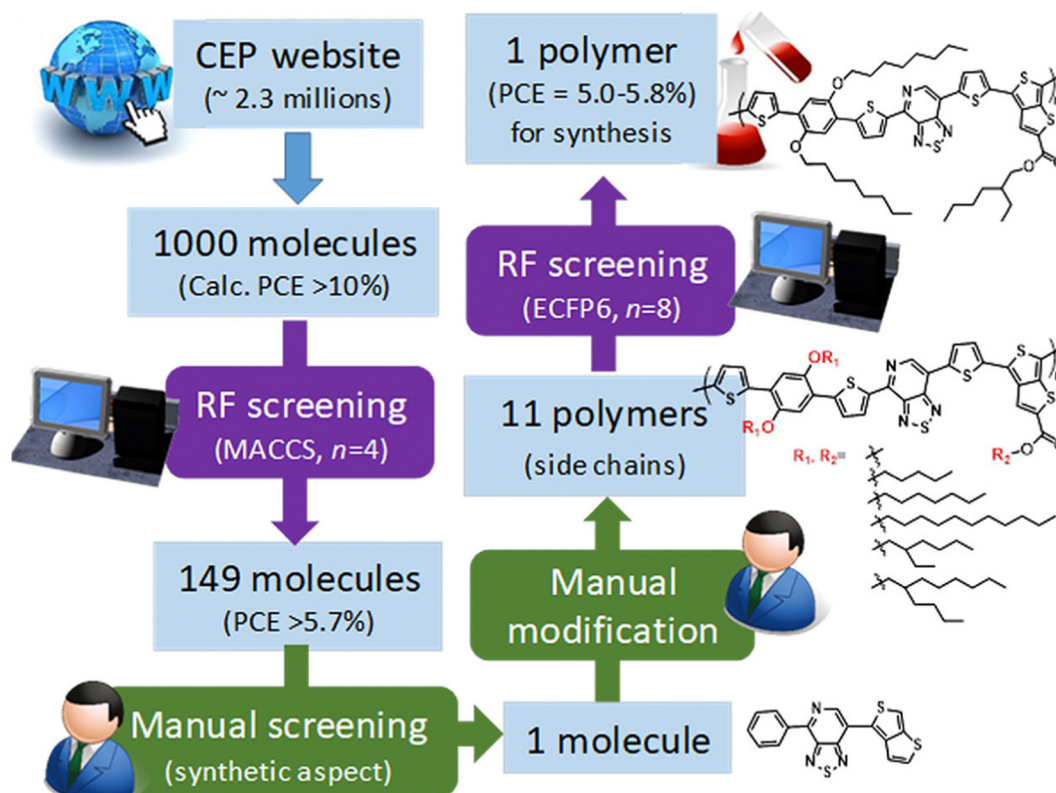 WWW
CEP website
(~ 2.3 millions)
1000 molecules
(Calc. PCE >10%)
RF screening
(MACCS, n=4)
149 molecules
(PCE >5.7%)
Manual screening
(synthetic aspect)
1 molecule
N
S
S
N
S
N
Manual
modification
11 polymers
(side chains)
OR₁
S
N
S
S
S
S
R₁O
N
S
N
R₁, R₂=
R₂-O
O
RF screening
(ECFP6, n=8)
1 polymer
(PCE = 5.0-5.8%)
for synthesis
O
S
N
S
S
S
S
N
S
N
O
O
O